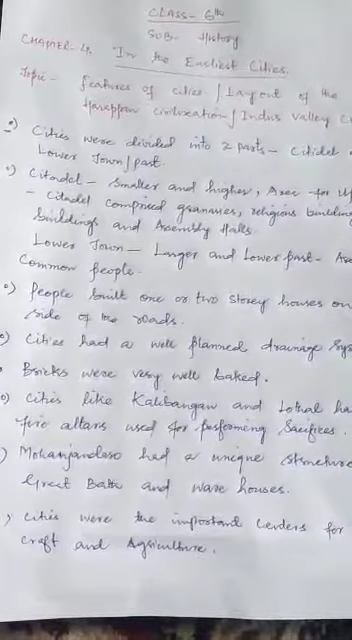 CLASS- 6th
SUB- History
CHAPTER- 4. In the Earliest Cities.
Topic- features of cities / Layout of the
Harappan Civilization / Indus Valley C
Cities were divided into 2 parts- Citidel
Lower Town/part.
Citadel- Smaller and higher, Area for
- Citadel comprised granaries, religious building
buildings and Assembly Halls.
Lower Town- Larger and Lower part-
Common people.
People built one or two storey houses on
side of the roads.
Cities had a well planned drainage Sys
Bricks were very well baked.
Cities like Kalibangan and Lothal ha
fire altars used for performing Sacrifices.
had a unique Structure
Great Bath and ware houses.
Cities were the important Centers for
Craft and Agriculture.